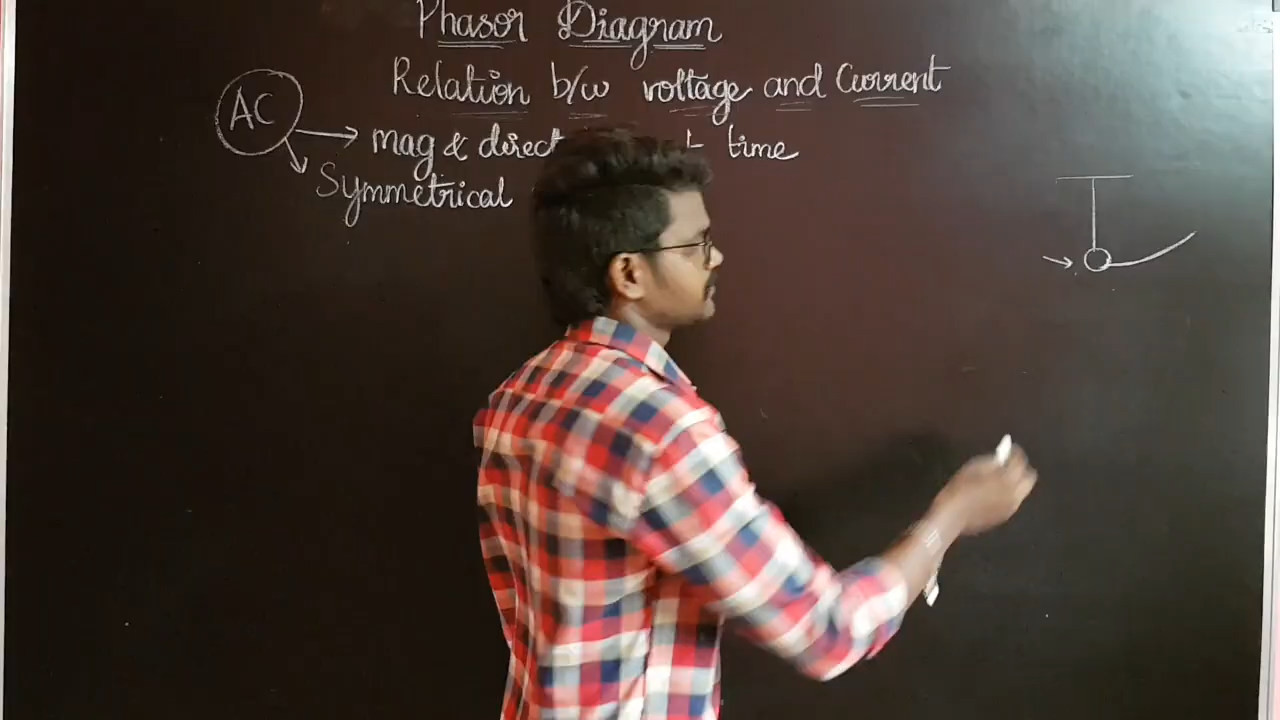 Phasor Diagram
Relation b/w voltage and Current
AC
mag & direct time
Symmetrical